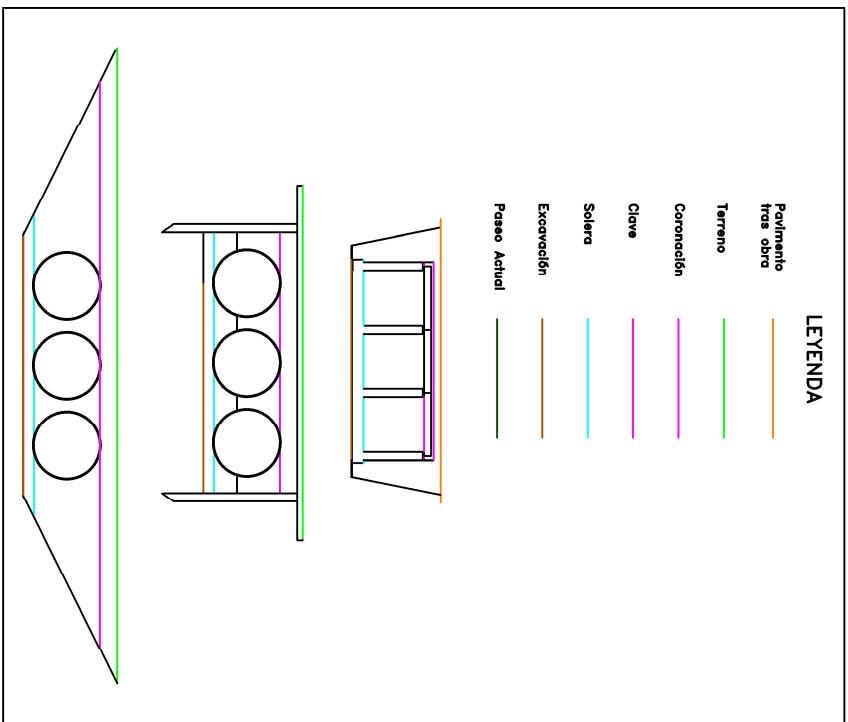 LEYENDA
Pavimento
tras obra
Terreno
Coronación
Clave
Solera
Excavación
Paseo Actual